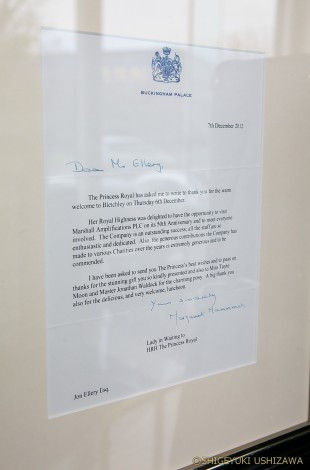 BUCKINGHAM PALACE
7th December 2012
Dear Mr Ellery,
The Princess Royal has asked me to write to thank you for the warm
welcome to Bletchley on Thursday 6th December.
Her Royal Highness was delighted to have the opportunity to visit
Marshall Amplifications PLC on its 50th Anniversary and to meet everyone
involved. The Company is an outstanding success; all the staff are so
enthusiastic and dedicated. Also, the generous contributions the Company has
made to various Charities over the years is extremely generous and to be
commended.
I have been asked to send you The Princess's best wishes and to pass on
thanks for the stunning gift you so kindly presented and also to Miss
Moon and Master Jonathan Waldock for the charming posy. A big thank you
also for the delicious, and very welcome, luncheon.
Yours sincerely
Margaret
Lady in Waiting to
HRH The Princess Royal
Jon Ellery Esq.
©SHIGEYUKI USHIZAWA